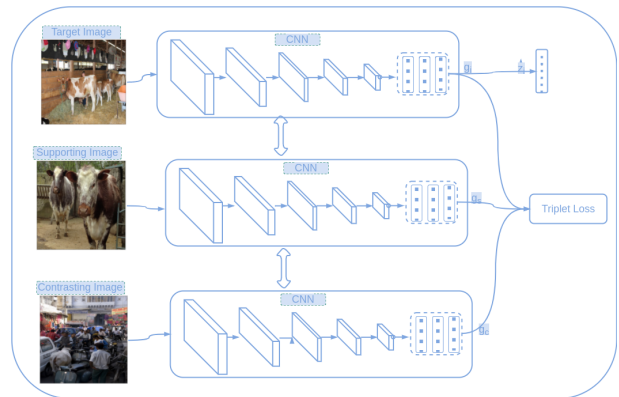 Target Image
CNN
Supporting Image
CNN
Triplet Loss
Contrasting Image
CNN